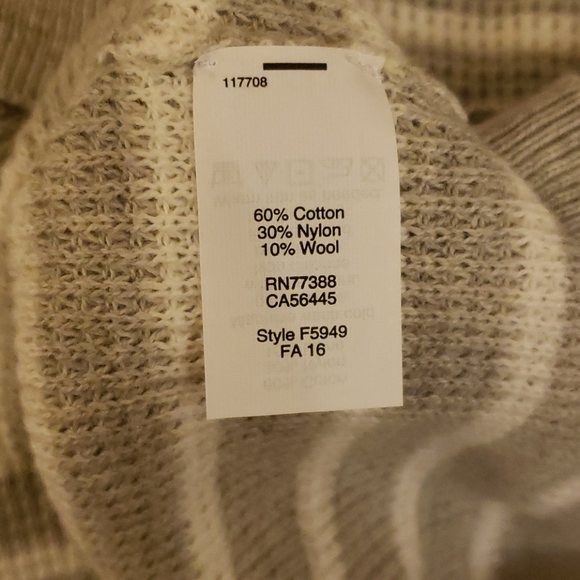 117708
60% Cotton
30% Nylon
10% Wool
RN77388
CA56445
Style F5949
FA 16